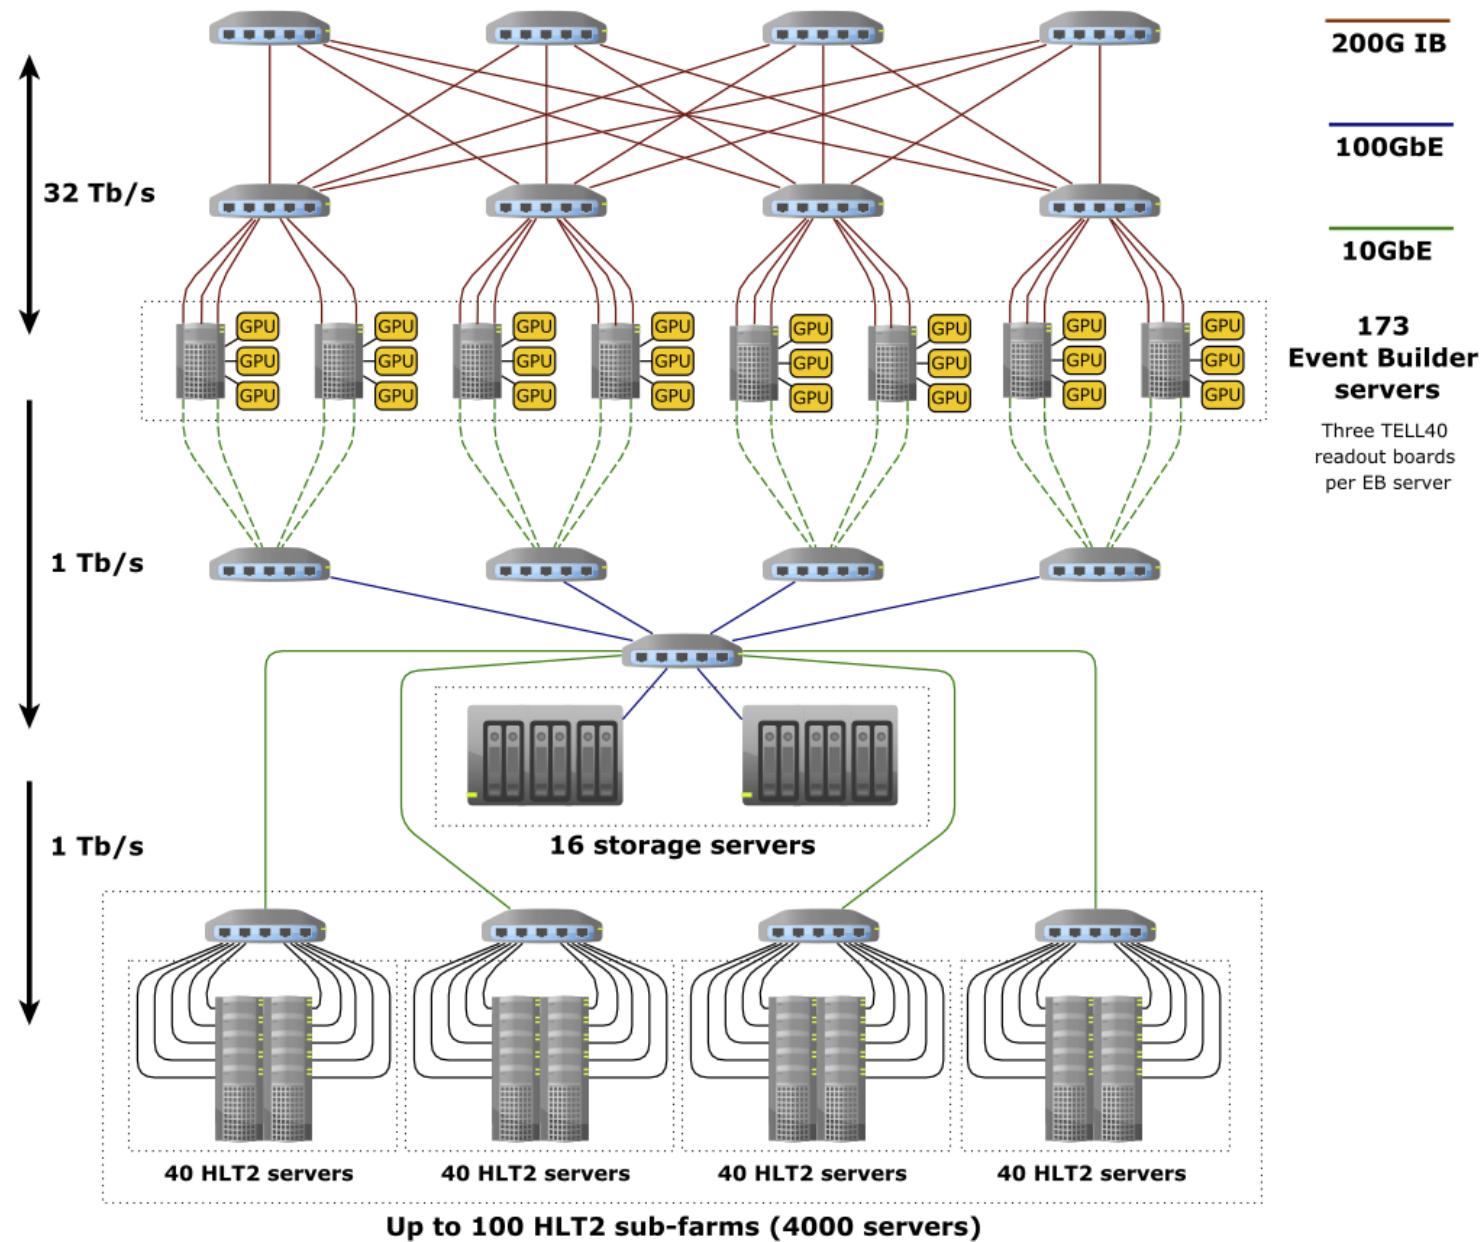 200G IB
100GbE
32 Tb/s
10GbE
GPU GPU GPU GPU GPU GPU GPU GPU
GPU GPU GPU GPU GPU GPU GPU GPU
GPU GPU GPU GPU GPU GPU GPU GPU
173
Event Builder
servers
Three TELL40
readout boards
per EB server
1 Tb/s
16 storage servers
1 Tb/s
40 HLT2 servers
40 HLT2 servers
40 HLT2 servers
40 HLT2 servers
Up to 100 HLT2 sub-farms (4000 servers)